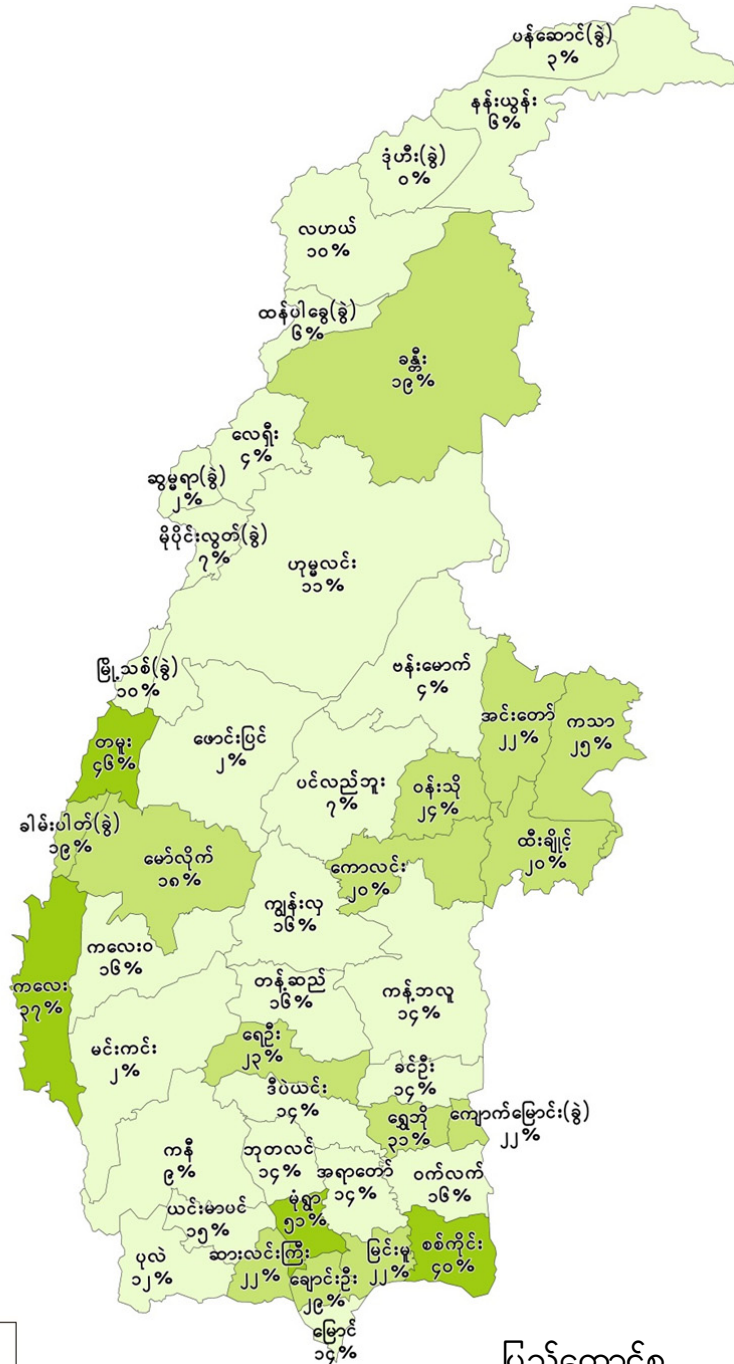 ပန်ဆောင်(ခွဲ)
၃%
နန်းယွန်း
၆%
ဒုံဟီး(ခွဲ)
၀%
လဟယ်
၁၀%
ထန်ပါခွေ(ခွဲ)
၆%
ခန္တီး
၁၉%
လေရှီး
၄%
ဆွမ္မရာ(ခွဲ)
၂%
မိုပိုင်းလွတ်(ခွဲ)
၇%
ဟုမ္မလင်း
၁၁%
ဗန်းမောက်
၄%
မြို့သစ်(ခွဲ)
၁၀%
အင်းတော်
၂၂%
ကသာ
၂၅%
တမူး
၄၆%
ဖောင်းပြင်
၂%
ပင်လည်ဘူး
၇%
ဝန်းသို
၂၄%
ခါမ်းပါတ်(ခွဲ)
၁၉%
မော်လိုက်
၁၈%
ကောလင်း
၂၀%
ထီးချိုင့်
၂၀%
ကျွန်းလှ
၁၆%
ကလေးဝ
၁၆%
ကလေး
၃၇%
တန့်ဆည်
၁၆%
ကန့်ဘလူ
၁၄%
မင်းကင်း
၂%
ရေဦး
၂၃%
ခင်ဦး
၁၄%
ဒီပဲယင်း
၁၄%
ရွှေဘို
၃၁%
ကျောက်မြောင်း(ခွဲ)
၂၂%
ကနီ
၉%
ဘုတလင်
၁၄%
အရာတော်
၁၄%
ဝက်လက်
၁၆%
ယင်းမာပင်
၁၅%
မုံရွာ
၅၁%
ပုလဲ
၁၂%
ဆားလင်းကြီး
၂၂%
ချောင်းဦး
၂၉%
မြင်းမူ
၂၂%
စစ်ကိုင်း
၄၀%
မြောင်
၁၄%